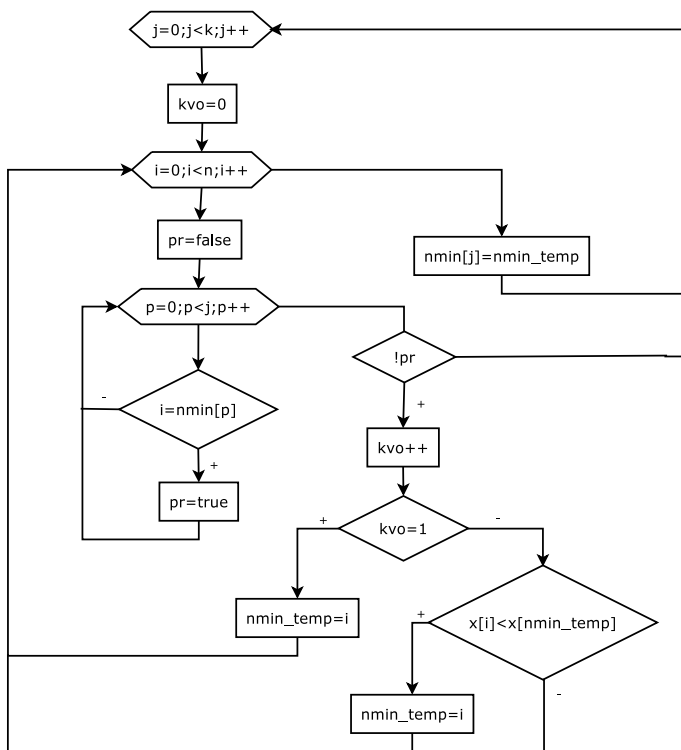 j=0;j<k;j++
kvo=0
i=0;i<n;i++
pr=false
nmin[j]=nmin_temp
p=0;p<j;p++
!pr
-
i=nmin[p]
+
+
kvo++
pr=true
+
kvo=1
-
nmin_temp=i
+
x[i]<x[nmin_temp]
-
nmin_temp=i